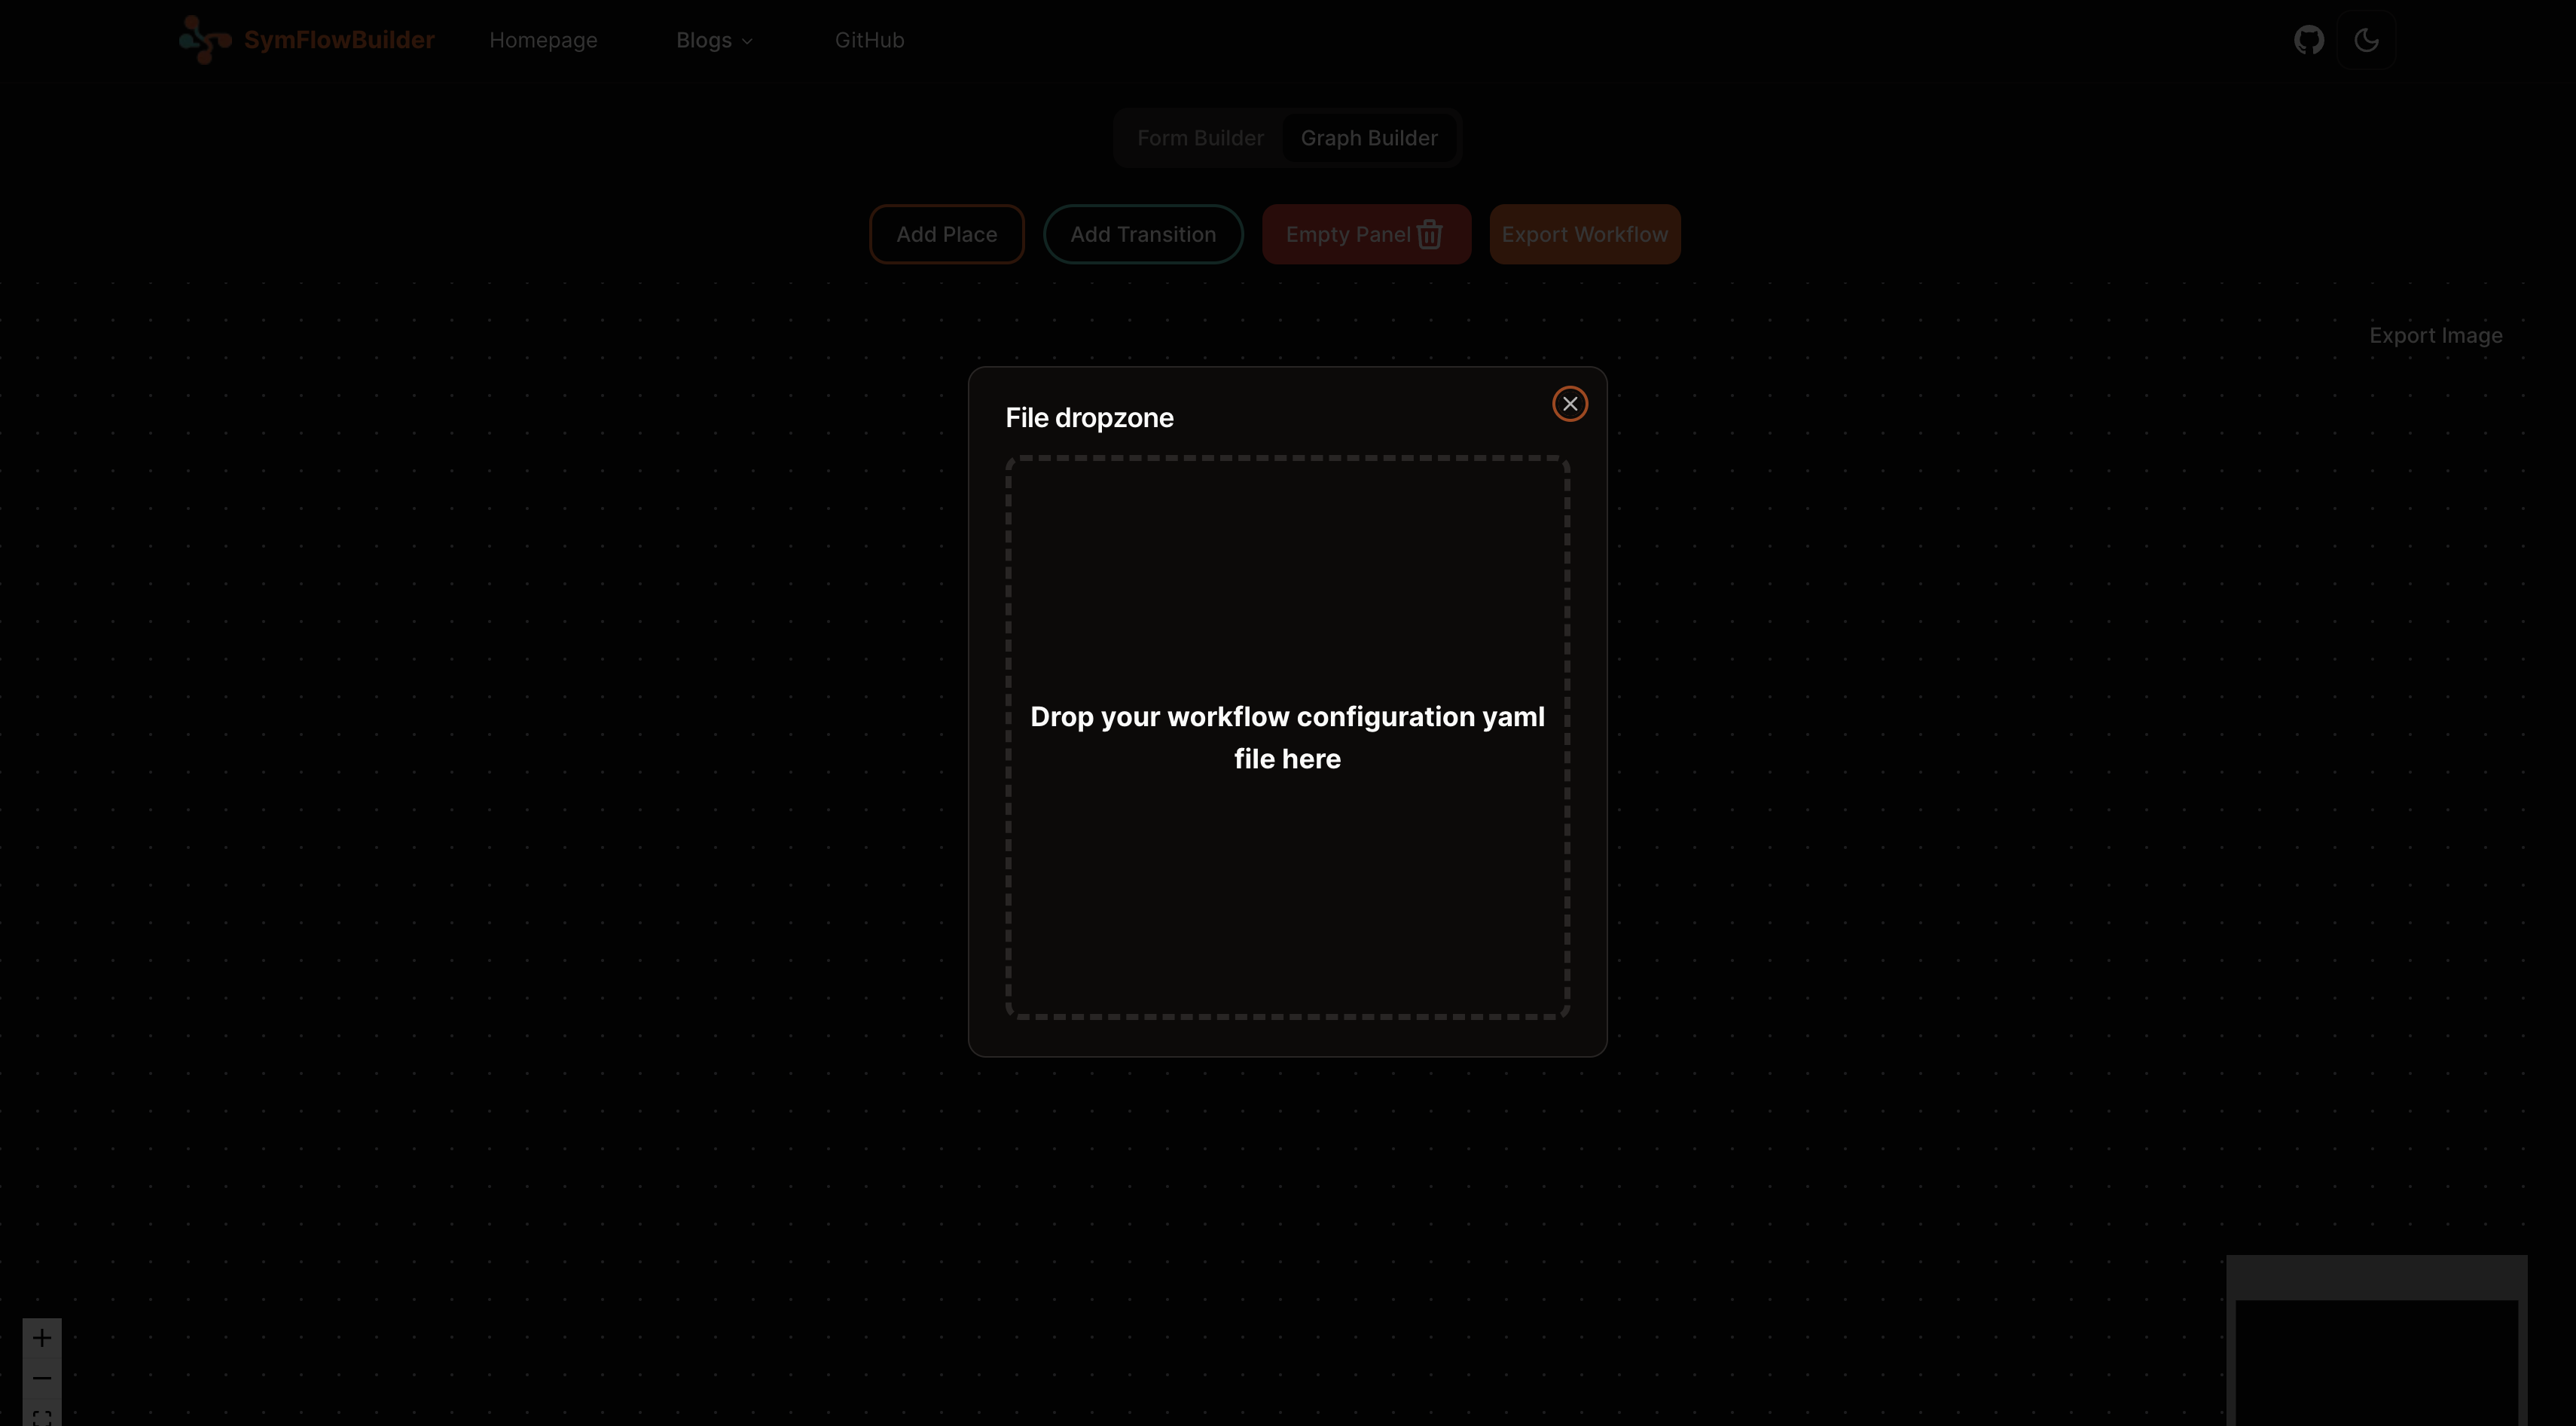 SymFlowBuilder Homepage Blogs GitHub
Form Builder Graph Builder
Add Place Add Transition Empty Panel Export Workflow
Export Image
File dropzone
Drop your workflow configuration yaml
file here